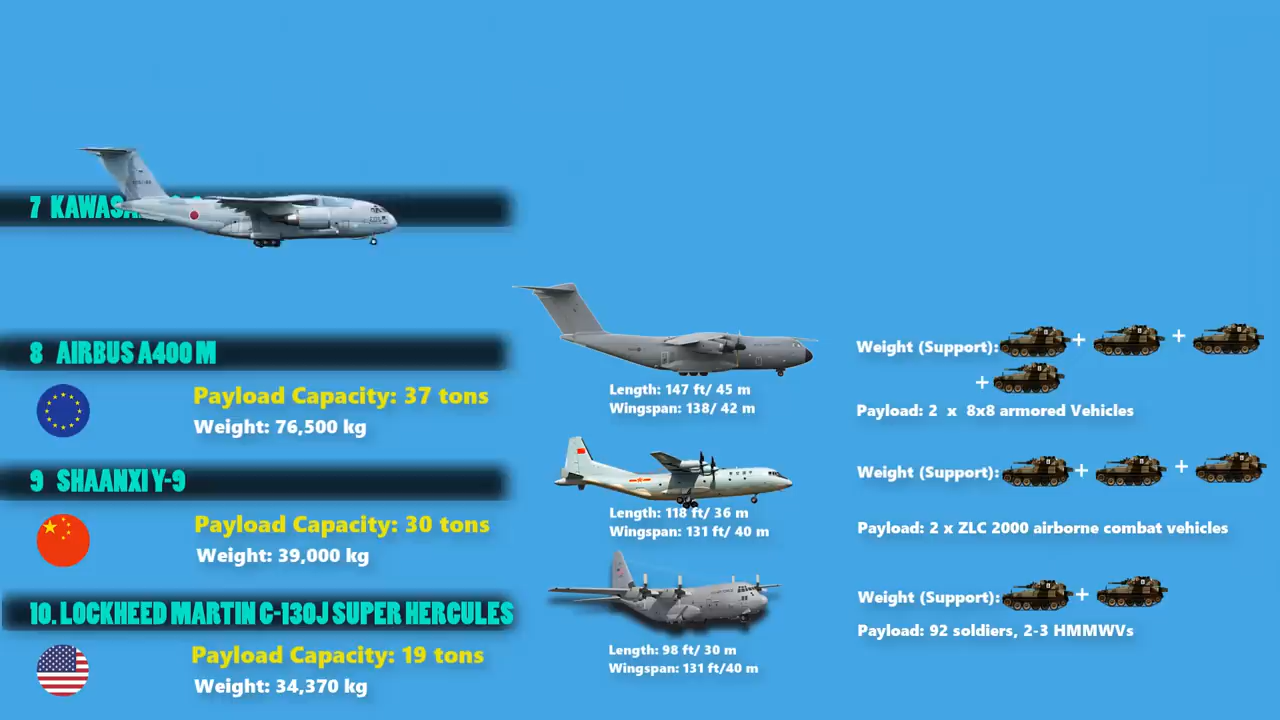 7 KAWASA
8 AIRBUS A400 M
Payload Capacity: 37 tons
Weight: 76,500 kg
Length: 147 ft/ 45 m
Wingspan: 138/ 42 m
Weight (Support): + +
+
Payload: 2 x 8x8 armored Vehicles
9 SHAANXI Y-9
Payload Capacity: 30 tons
Weight: 39,000 kg
Length: 118 ft/ 36 m
Wingspan: 131 ft/ 40 m
Weight (Support): + +
Payload: 2 x ZLC 2000 airborne combat vehicles
10. LOCKHEED MARTIN C-130J SUPER HERCULES
Payload Capacity: 19 tons
Weight: 34,370 kg
Length: 98 ft/ 30 m
Wingspan: 131 ft/40 m
Weight (Support): +
Payload: 92 soldiers, 2-3 HMMWVs